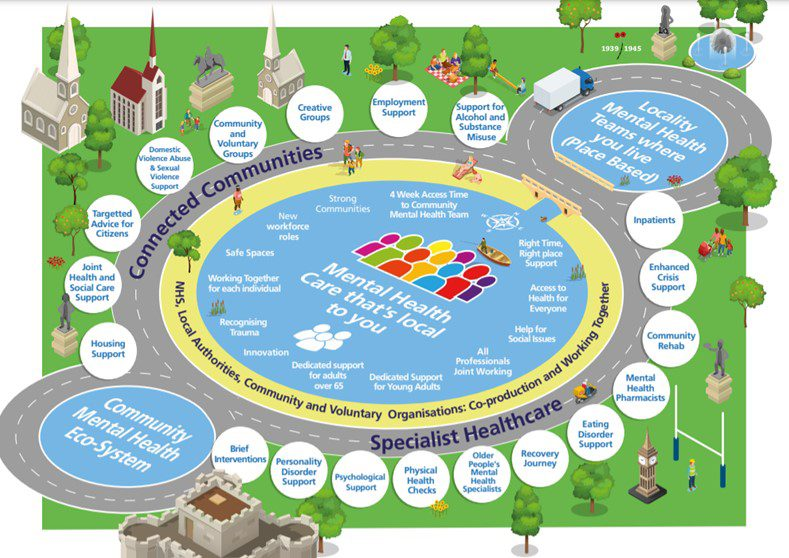 1939
1945
Locality
Mental Health
Teams where
you live
(Place Based)
Employment
Support
Support for
Alcohol and
Substance
Misuse
Creative
Groups
Community
and
Voluntary
Groups
Domestic
Violence Abuse
& Sexual
Violence
Support
Targetted
Advice for
Citizens
Joint
Health and
Social Care
Support
Housing
Support
Connected Communities
NHS, Local Authorities, Community and Voluntary Organisations: Co-production and Working Together
Strong
Communities
4 Week Access Time
to Community
Mental Health Team
New
workforce
roles
Safe Spaces
Right Time,
Right place
Support
Working Together
for each individual
Mental Health
Care that's local
to you
Access to
Health for
Everyone
Recognising
Trauma
Help for
Social Issues
Innovation
All
Professionals
Joint Working
Dedicated support
for adults
over 65
Dedicated Support
for Young Adults
Inpatients
Enhanced
Crisis
Support
Community
Rehab
Mental
Health
Pharmacists
Eating
Disorder
Support
Specialist Healthcare
Community
Mental Health
Eco-System
Brief
Interventions
Personality
Disorder
Support
Psychological
Support
Physical
Health
Checks
Older
People's
Mental
Health
Specialists
Recovery
Journey